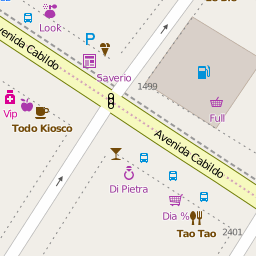 Look
Avenida Cabildo
P
Saverio
1499
Full
Vip
Todo Kiosco
Avenida Cabildo
Di Pietra
Dia %
Tao Tao
2401